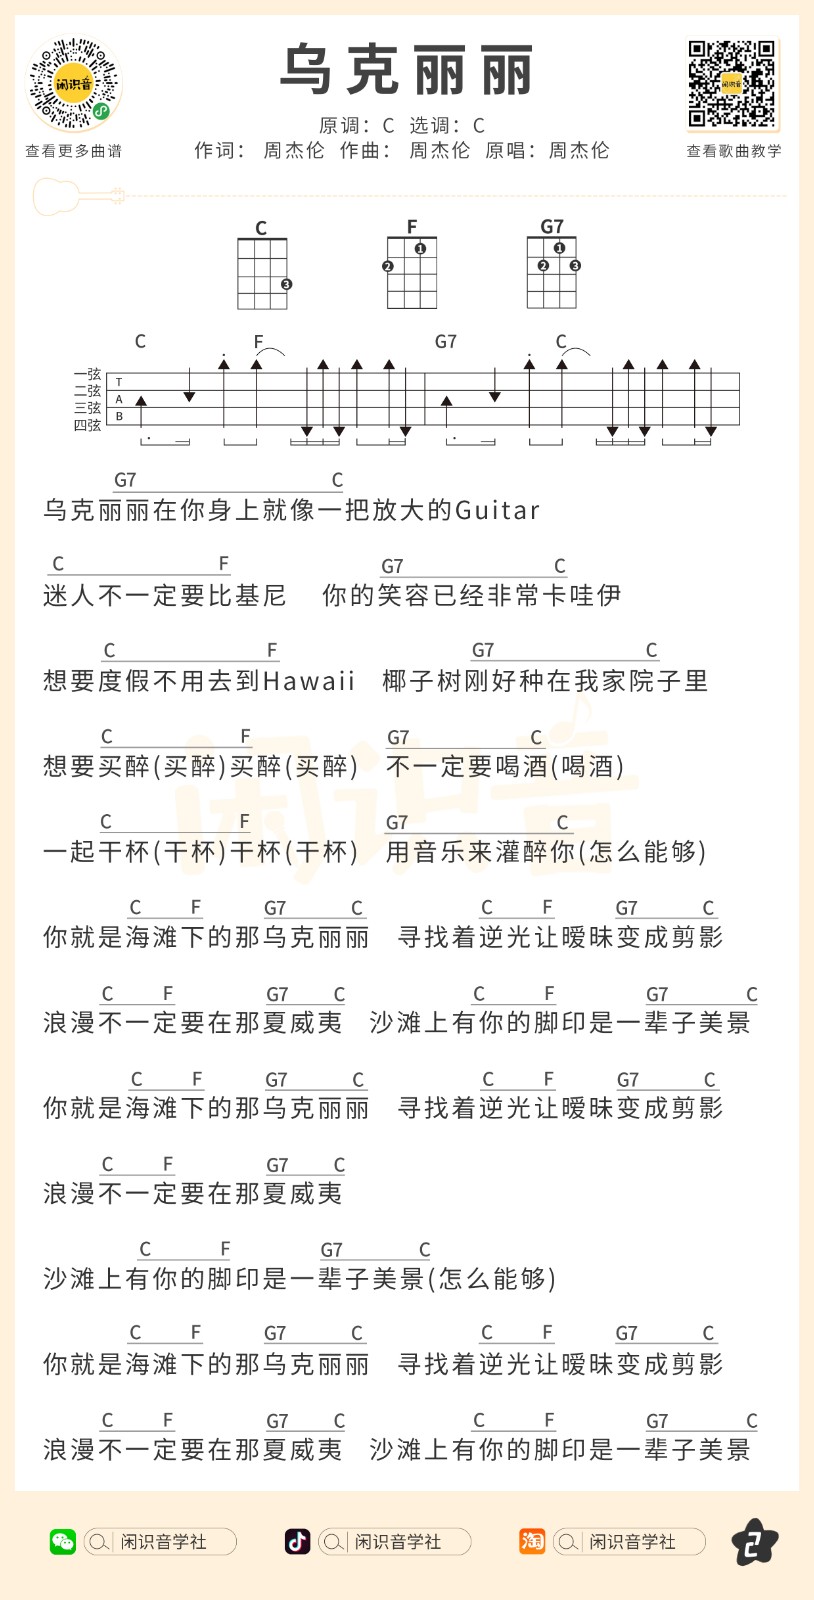 闲识音
查看更多曲谱
乌克丽丽
原调：C 选调：C
作词： 周杰伦 作曲： 周杰伦 原唱：周杰伦
闲识音
查看歌曲教学
C F G7
3
1
2
1
2 3
C F G7 C
一弦
二弦
三弦
四弦
T
A
B
G7 C
乌克丽丽在你身上就像一把放大的Guitar
C F G7 C
迷人不一定要比基尼 你的笑容已经非常卡哇伊
C F G7 C
想要度假不用去到Hawaii 椰子树刚好种在我家院子里
C F G7 C
想要买醉(买醉)买醉(买醉) 不一定要喝酒(喝酒)
闲识音
C F G7 C
一起干杯(干杯)干杯(干杯) 用音乐来灌醉你(怎么能够)
C F G7 C C F G7 C
你就是海滩下的那乌克丽丽 寻找着逆光让暧昧变成剪影
C F G7 C C F G7 C
浪漫不一定要在那夏威夷 沙滩上有你的脚印是一辈子美景
C F G7 C C F G7 C
你就是海滩下的那乌克丽丽 寻找着逆光让暧昧变成剪影
C F G7 C
浪漫不一定要在那夏威夷
C F G7 C
沙滩上有你的脚印是一辈子美景(怎么能够)
C F G7 C C F G7 C
你就是海滩下的那乌克丽丽 寻找着逆光让暧昧变成剪影
C F G7 C C F G7 C
浪漫不一定要在那夏威夷 沙滩上有你的脚印是一辈子美景
闲识音学社 闲识音学社 淘 闲识音学社 2